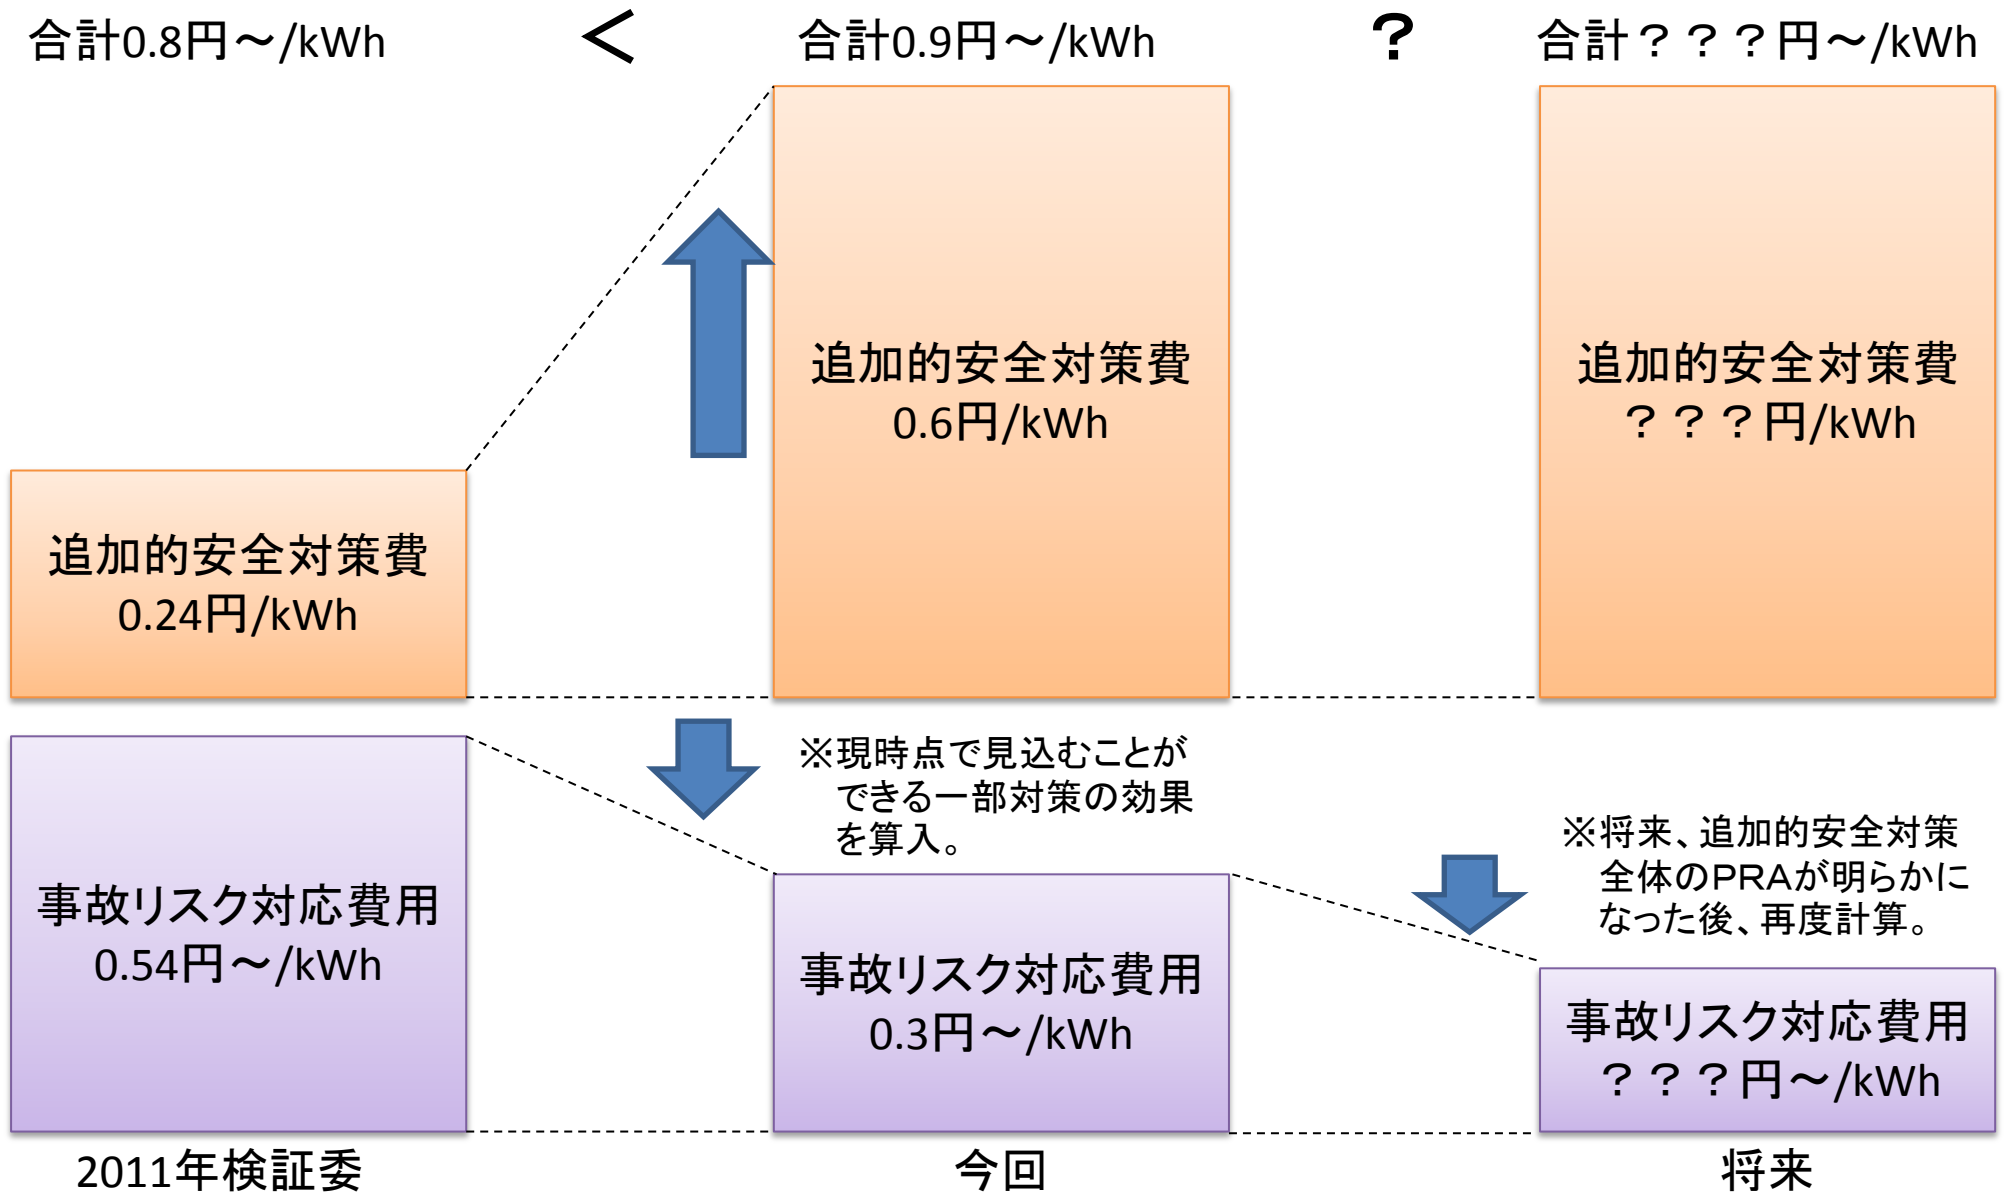 合計0.8円～/kWh
＜
合計0.9円～/kWh
？
合計？？？円～/kWh
追加的安全対策費
0.24円/kWh
追加的安全対策費
0.6円/kWh
追加的安全対策費
？？？円/kWh
※現時点で見込むことが
できる一部対策の効果
を算入。
※将来、追加的安全対策
全体のＰＲＡが明らかに
なった後、再度計算。
事故リスク対応費用
0.54円～/kWh
事故リスク対応費用
0.3円～/kWh
事故リスク対応費用
？？？円～/kWh
2011年検証委
今回
将来